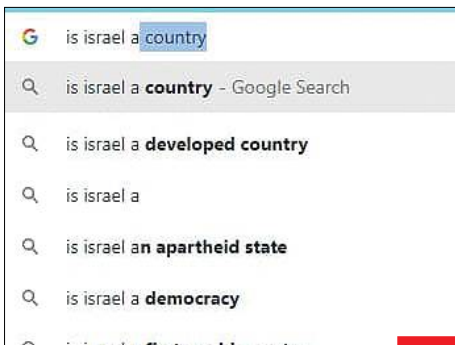 is israel a country
is israel a country - Google Search
is israel a developed country
is israel a
is israel an apartheid state
is israel a democracy